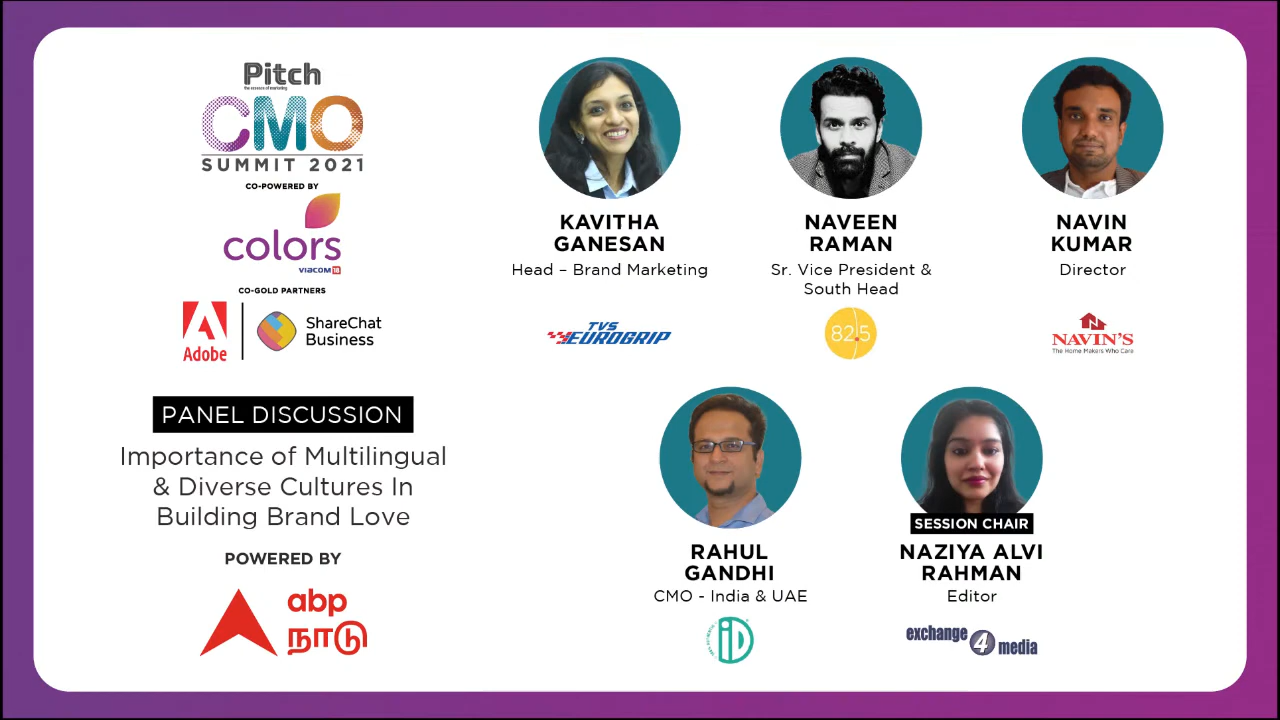 Pitch
the essence of marketing
CMO
SUMMIT 2021
CO-POWERED BY
colors
VIACOM18
CO-GOLD PARTNERS
Adobe
ShareChat
Business
PANEL DISCUSSION
Importance of Multilingual
& Diverse Cultures In
Building Brand Love
POWERED BY
abp
நாடு
KAVITHA
GANESAN
Head – Brand Marketing
TVS
EUROGRIP
NAVEEN
RAMAN
Sr. Vice President &
South Head
82.5
NAVIN
KUMAR
Director
NAVIN'S
The Home Makers Who Care
RAHUL
GANDHI
CMO - India & UAE
iD
SESSION CHAIR
NAZIYA ALVI
RAHMAN
Editor
exchange
4
media